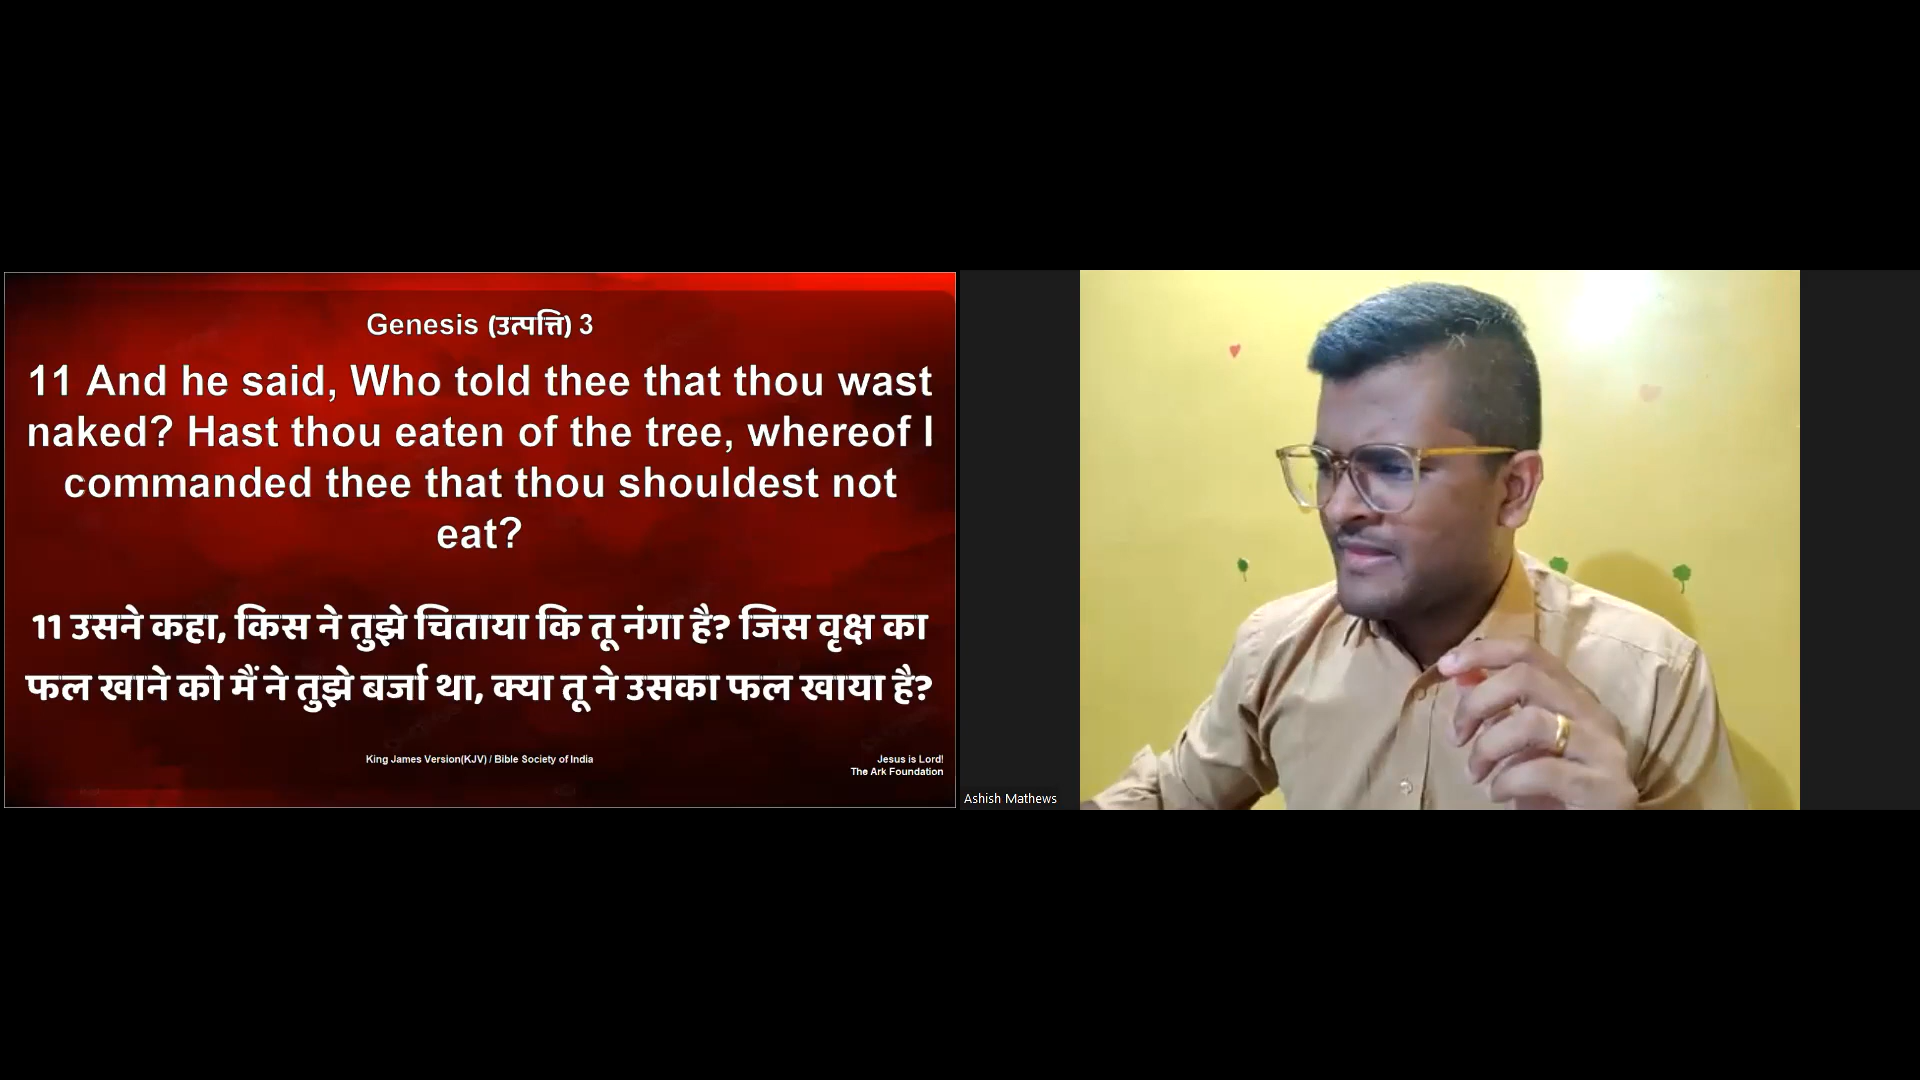 Genesis (उत्पत्ति) 3
11 And he said, Who told thee that thou wast
naked? Hast thou eaten of the tree, whereof I
commanded thee that thou shouldest not
eat?
11 उसने कहा, किस ने तुझे चिताया कि तू नंगा है? जिस वृक्ष का
फल खाने को मैं ने तुझे बर्जा था, क्या तू ने उसका फल खाया है?
King James Version(KJV) / Bible Society of India
Jesus is Lord!
The Ark Foundation
Ashish Mathews